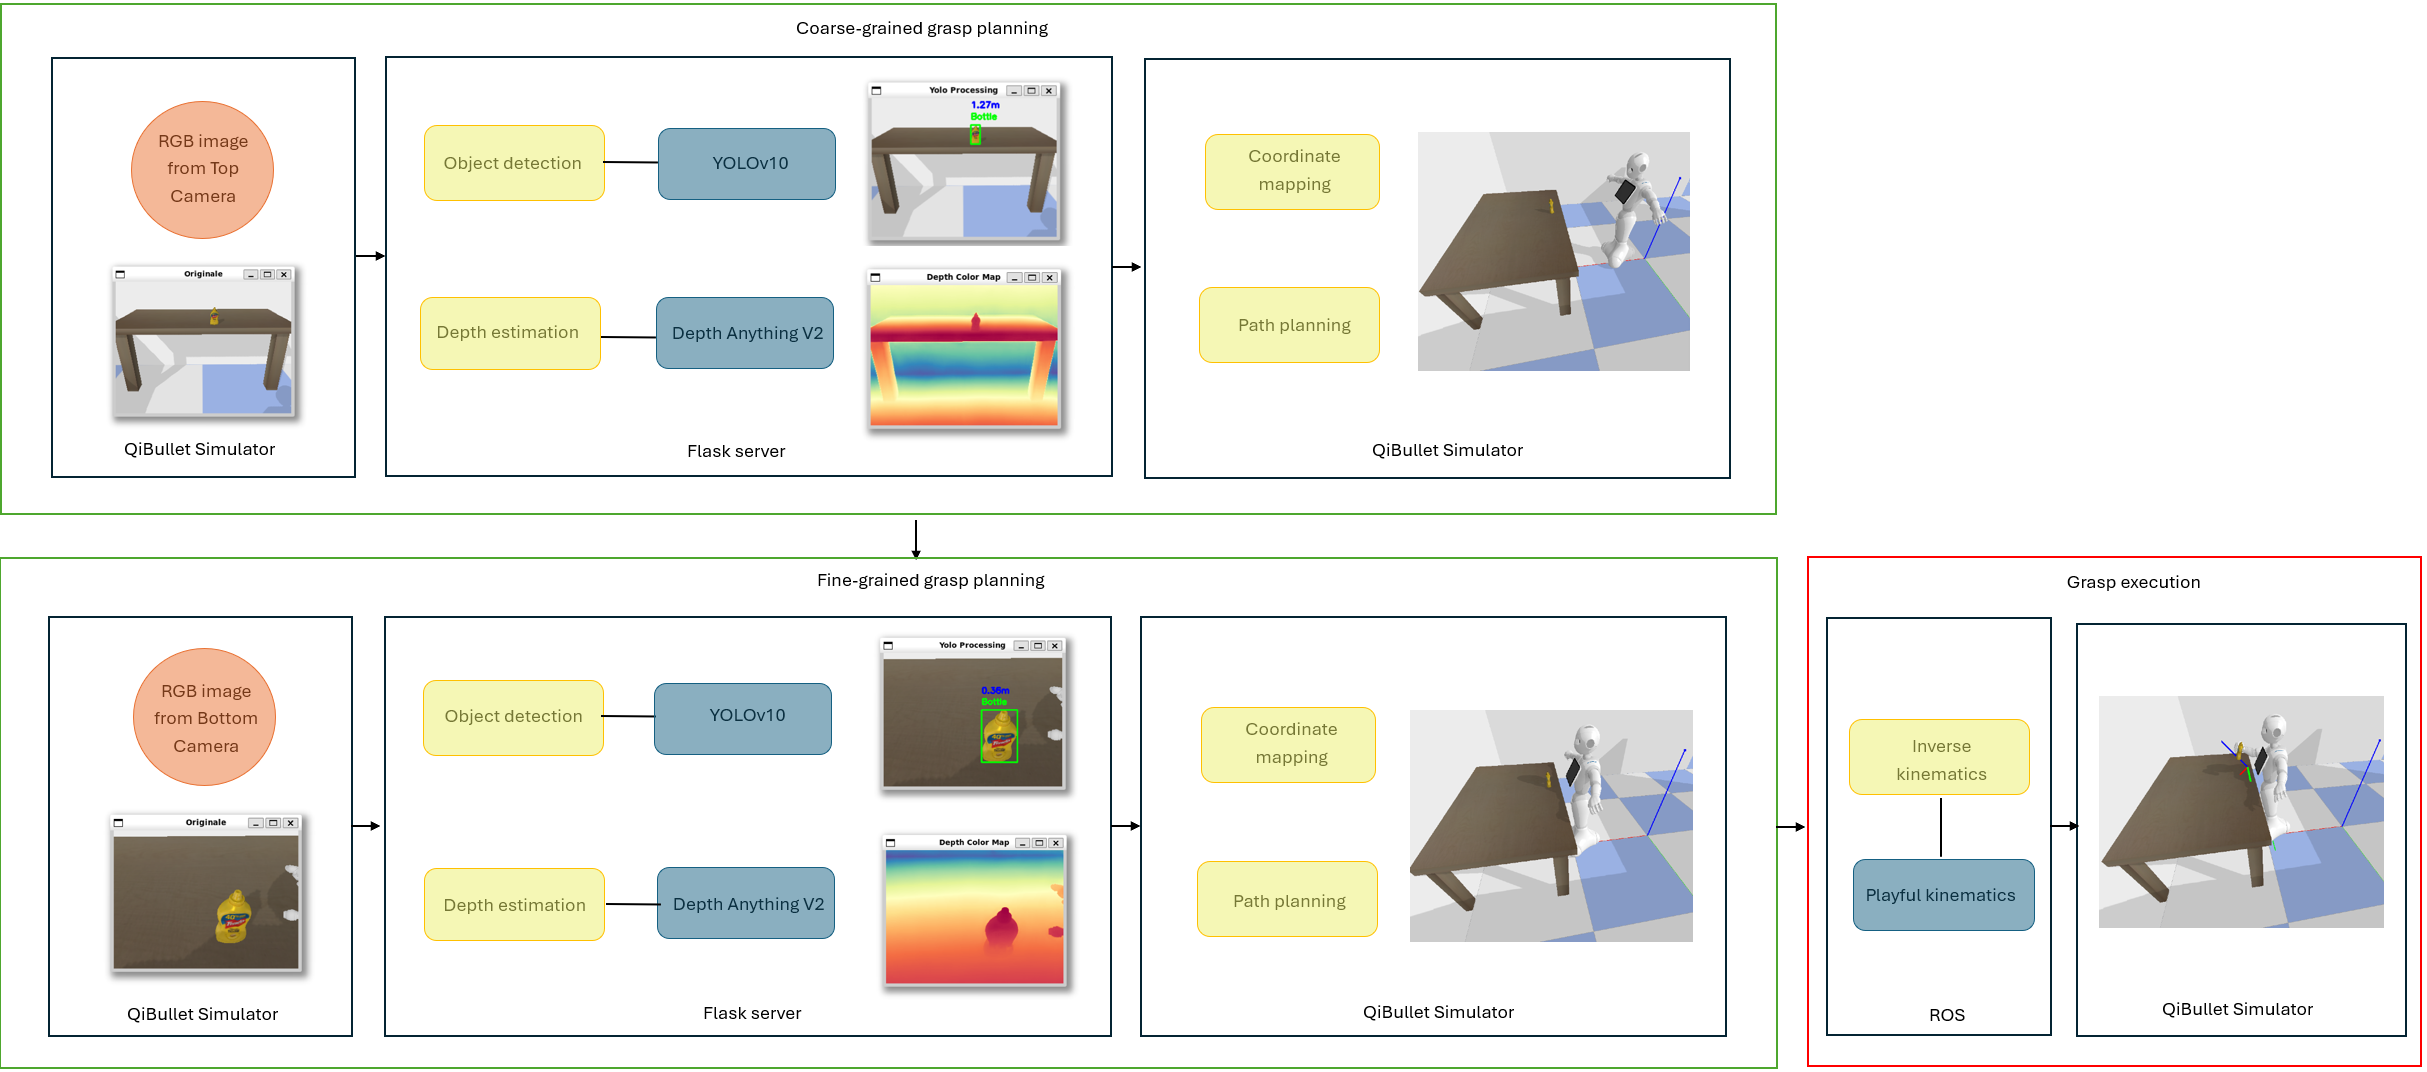 Coarse-grained grasp planning
RGB image
from Top
Camera
Originale
QiBullet Simulator
Object detection
YOLOv10
Yolo Processing
1.27m
Bottle
Depth estimation
Depth Anything V2
Depth Color Map
Flask server
Coordinate
mapping
Path planning
QiBullet Simulator
Fine-grained grasp planning
RGB image
from Bottom
Camera
Originale
QiBullet Simulator
Object detection
YOLOv10
Yolo Processing
0.36m
Bottle
Depth estimation
Depth Anything V2
Depth Color Map
Flask server
Coordinate
mapping
Path planning
QiBullet Simulator
Grasp execution
Inverse
kinematics
Playful kinematics
ROS
QiBullet Simulator